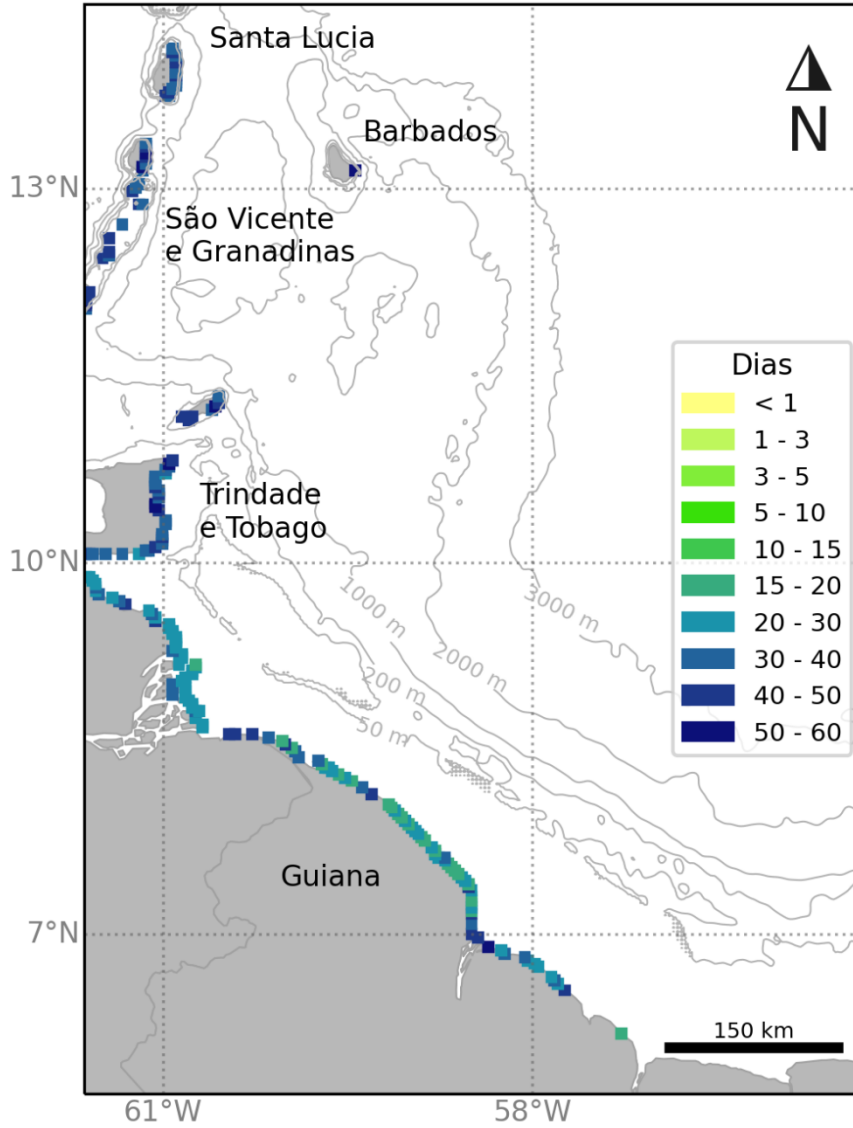 Santa Lucia
Barbados
N
13°N
São Vicente
e Granadinas
Dias
< 1
1 - 3
3 - 5
5 - 10
10 - 15
15 - 20
20 - 30
30 - 40
40 - 50
50 - 60
Trindade
e Tobago
10°N
1000 m
3000 m
2000 m
200 m
50 m
Guiana
7°N
150 km
61°W
58°W